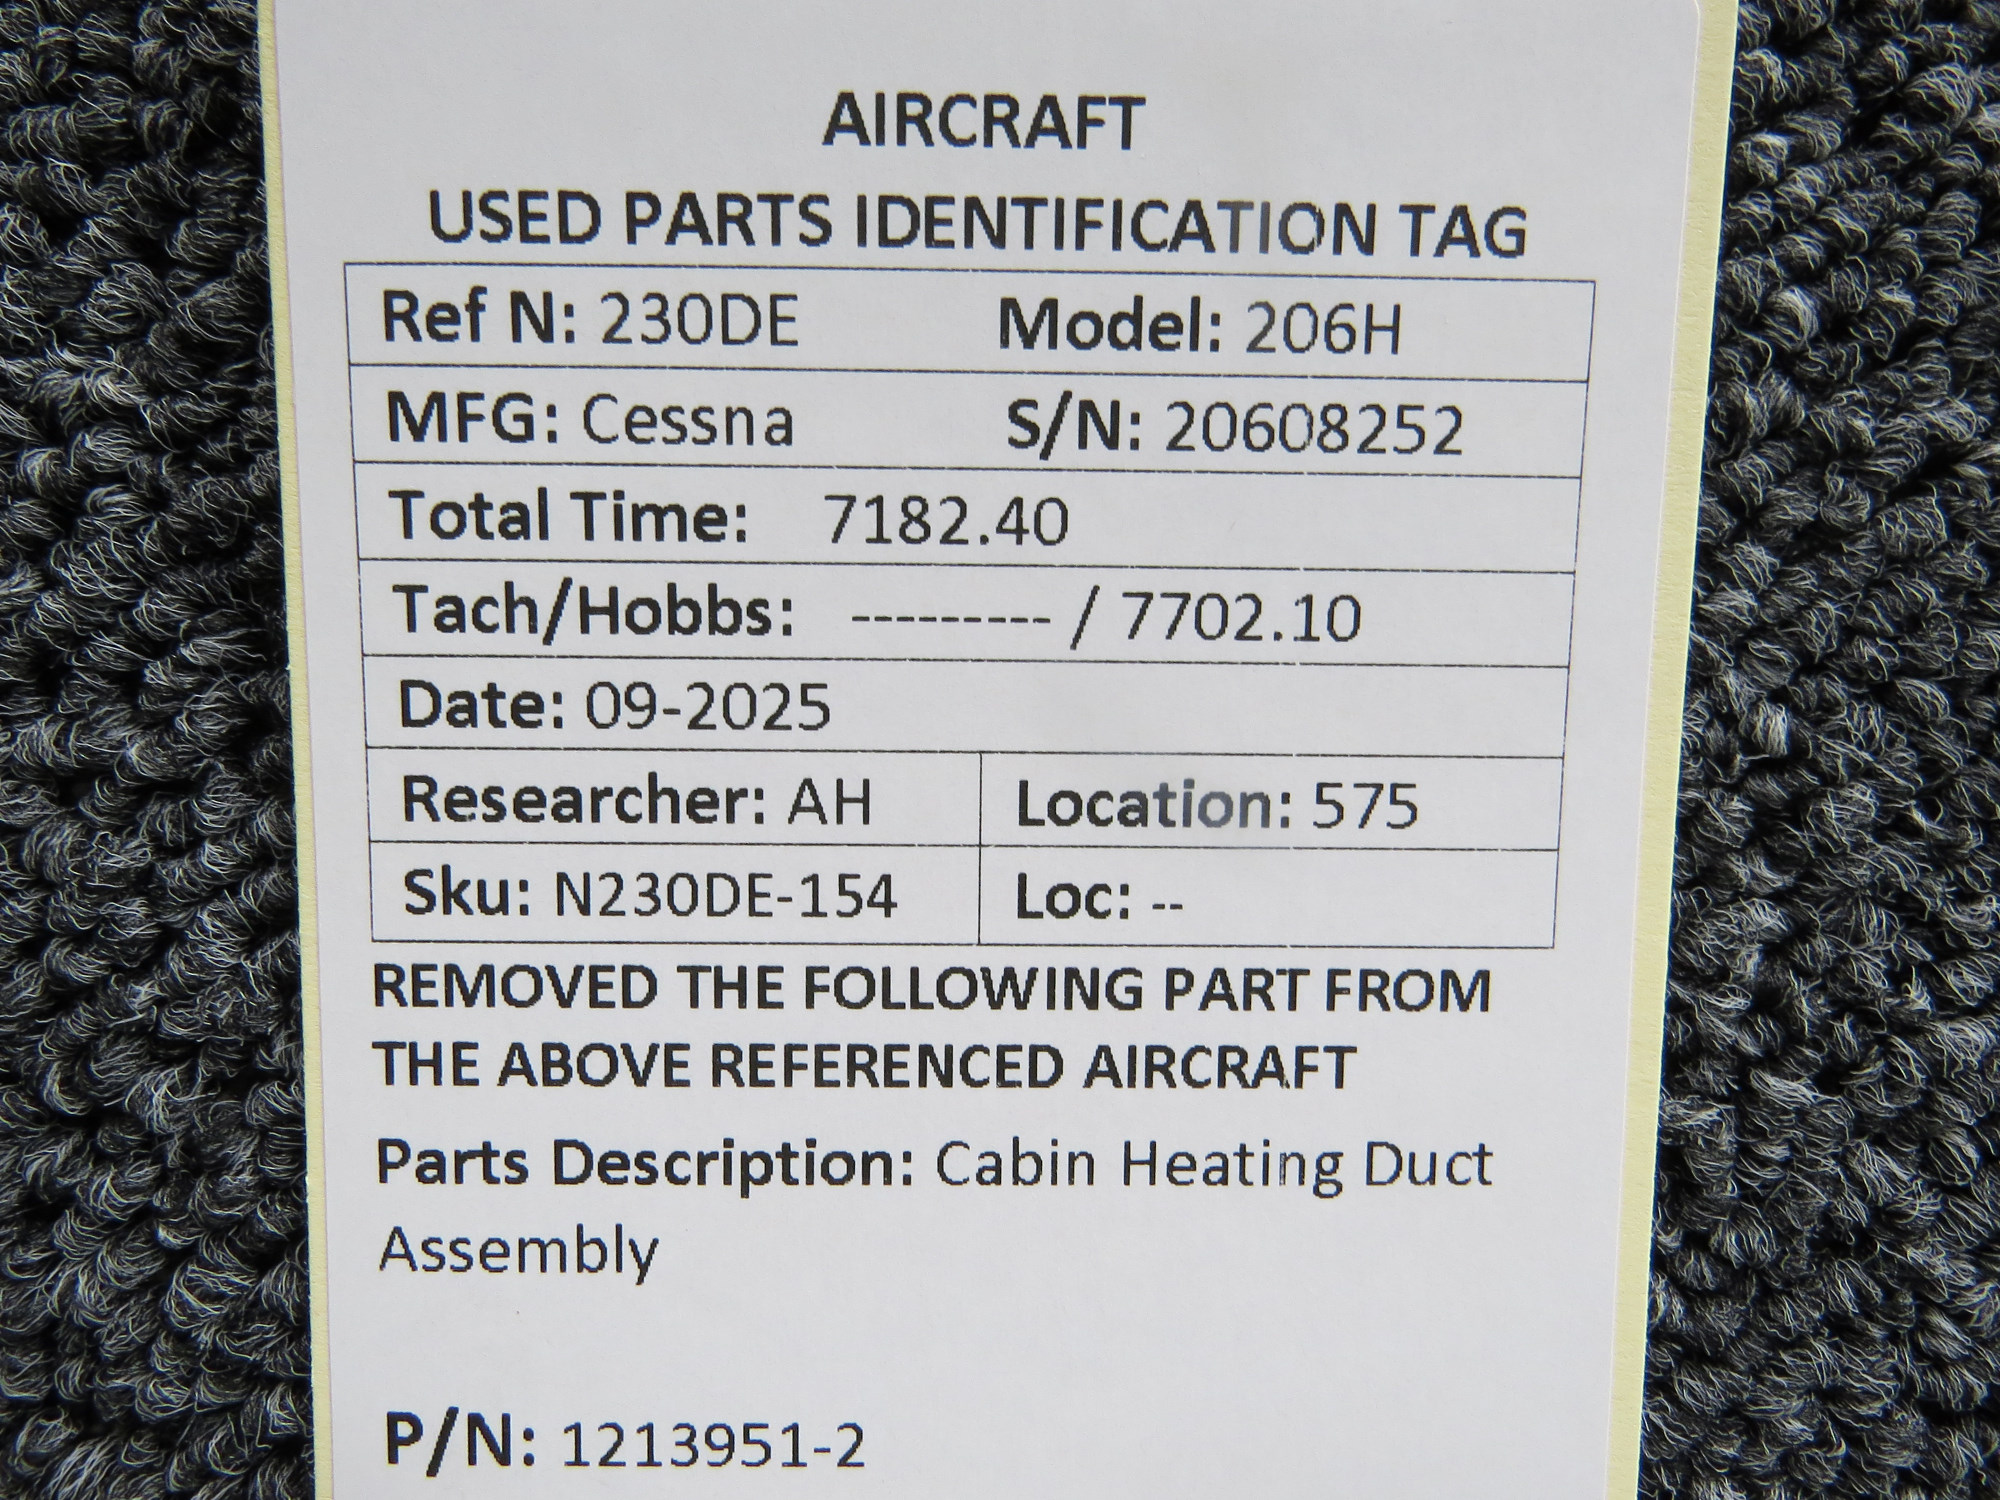 AIRCRAFT
USED PARTS IDENTIFICATION TAG
Ref N: 230DE Model: 206H
MFG: Cessna S/N: 20608252
Total Time: 7182.40
Tach/Hobbs: --------- / 7702.10
Date: 09-2025
Researcher: AH Location: 575
Sku: N230DE-154 Loc: --
REMOVED THE FOLLOWING PART FROM
THE ABOVE REFERENCED AIRCRAFT
Parts Description: Cabin Heating Duct
Assembly
P/N: 1213951-2